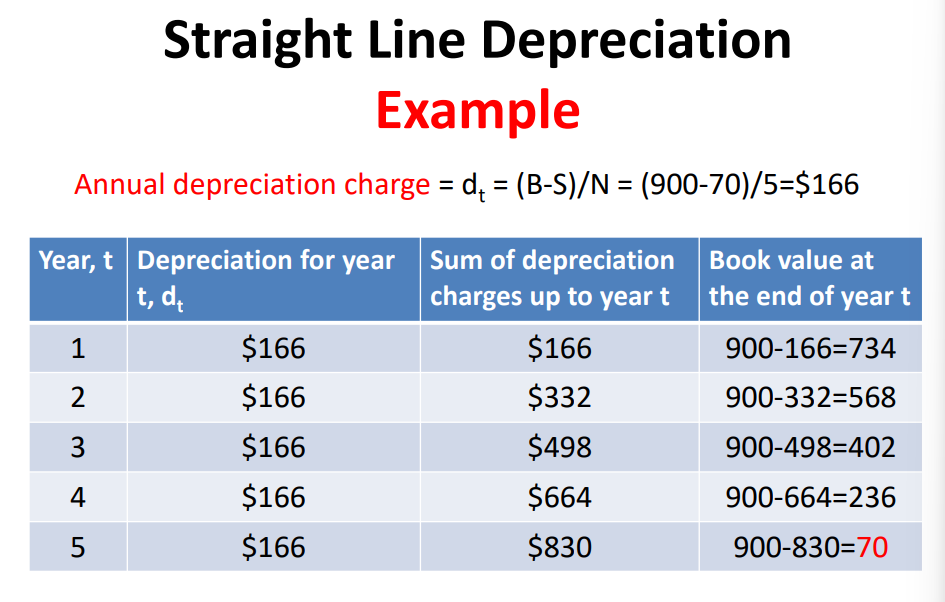 Straight Line Depreciation
Example
Annual depreciation charge = dₜ = (B-S)/N = (900-70)/5=$166
Year, t Depreciation for year t, dₜ Sum of depreciation charges up to year t Book value at the end of year t
1 $166 $166 900-166=734
2 $166 $332 900-332=568
3 $166 $498 900-498=402
4 $166 $664 900-664=236
5 $166 $830 900-830=70